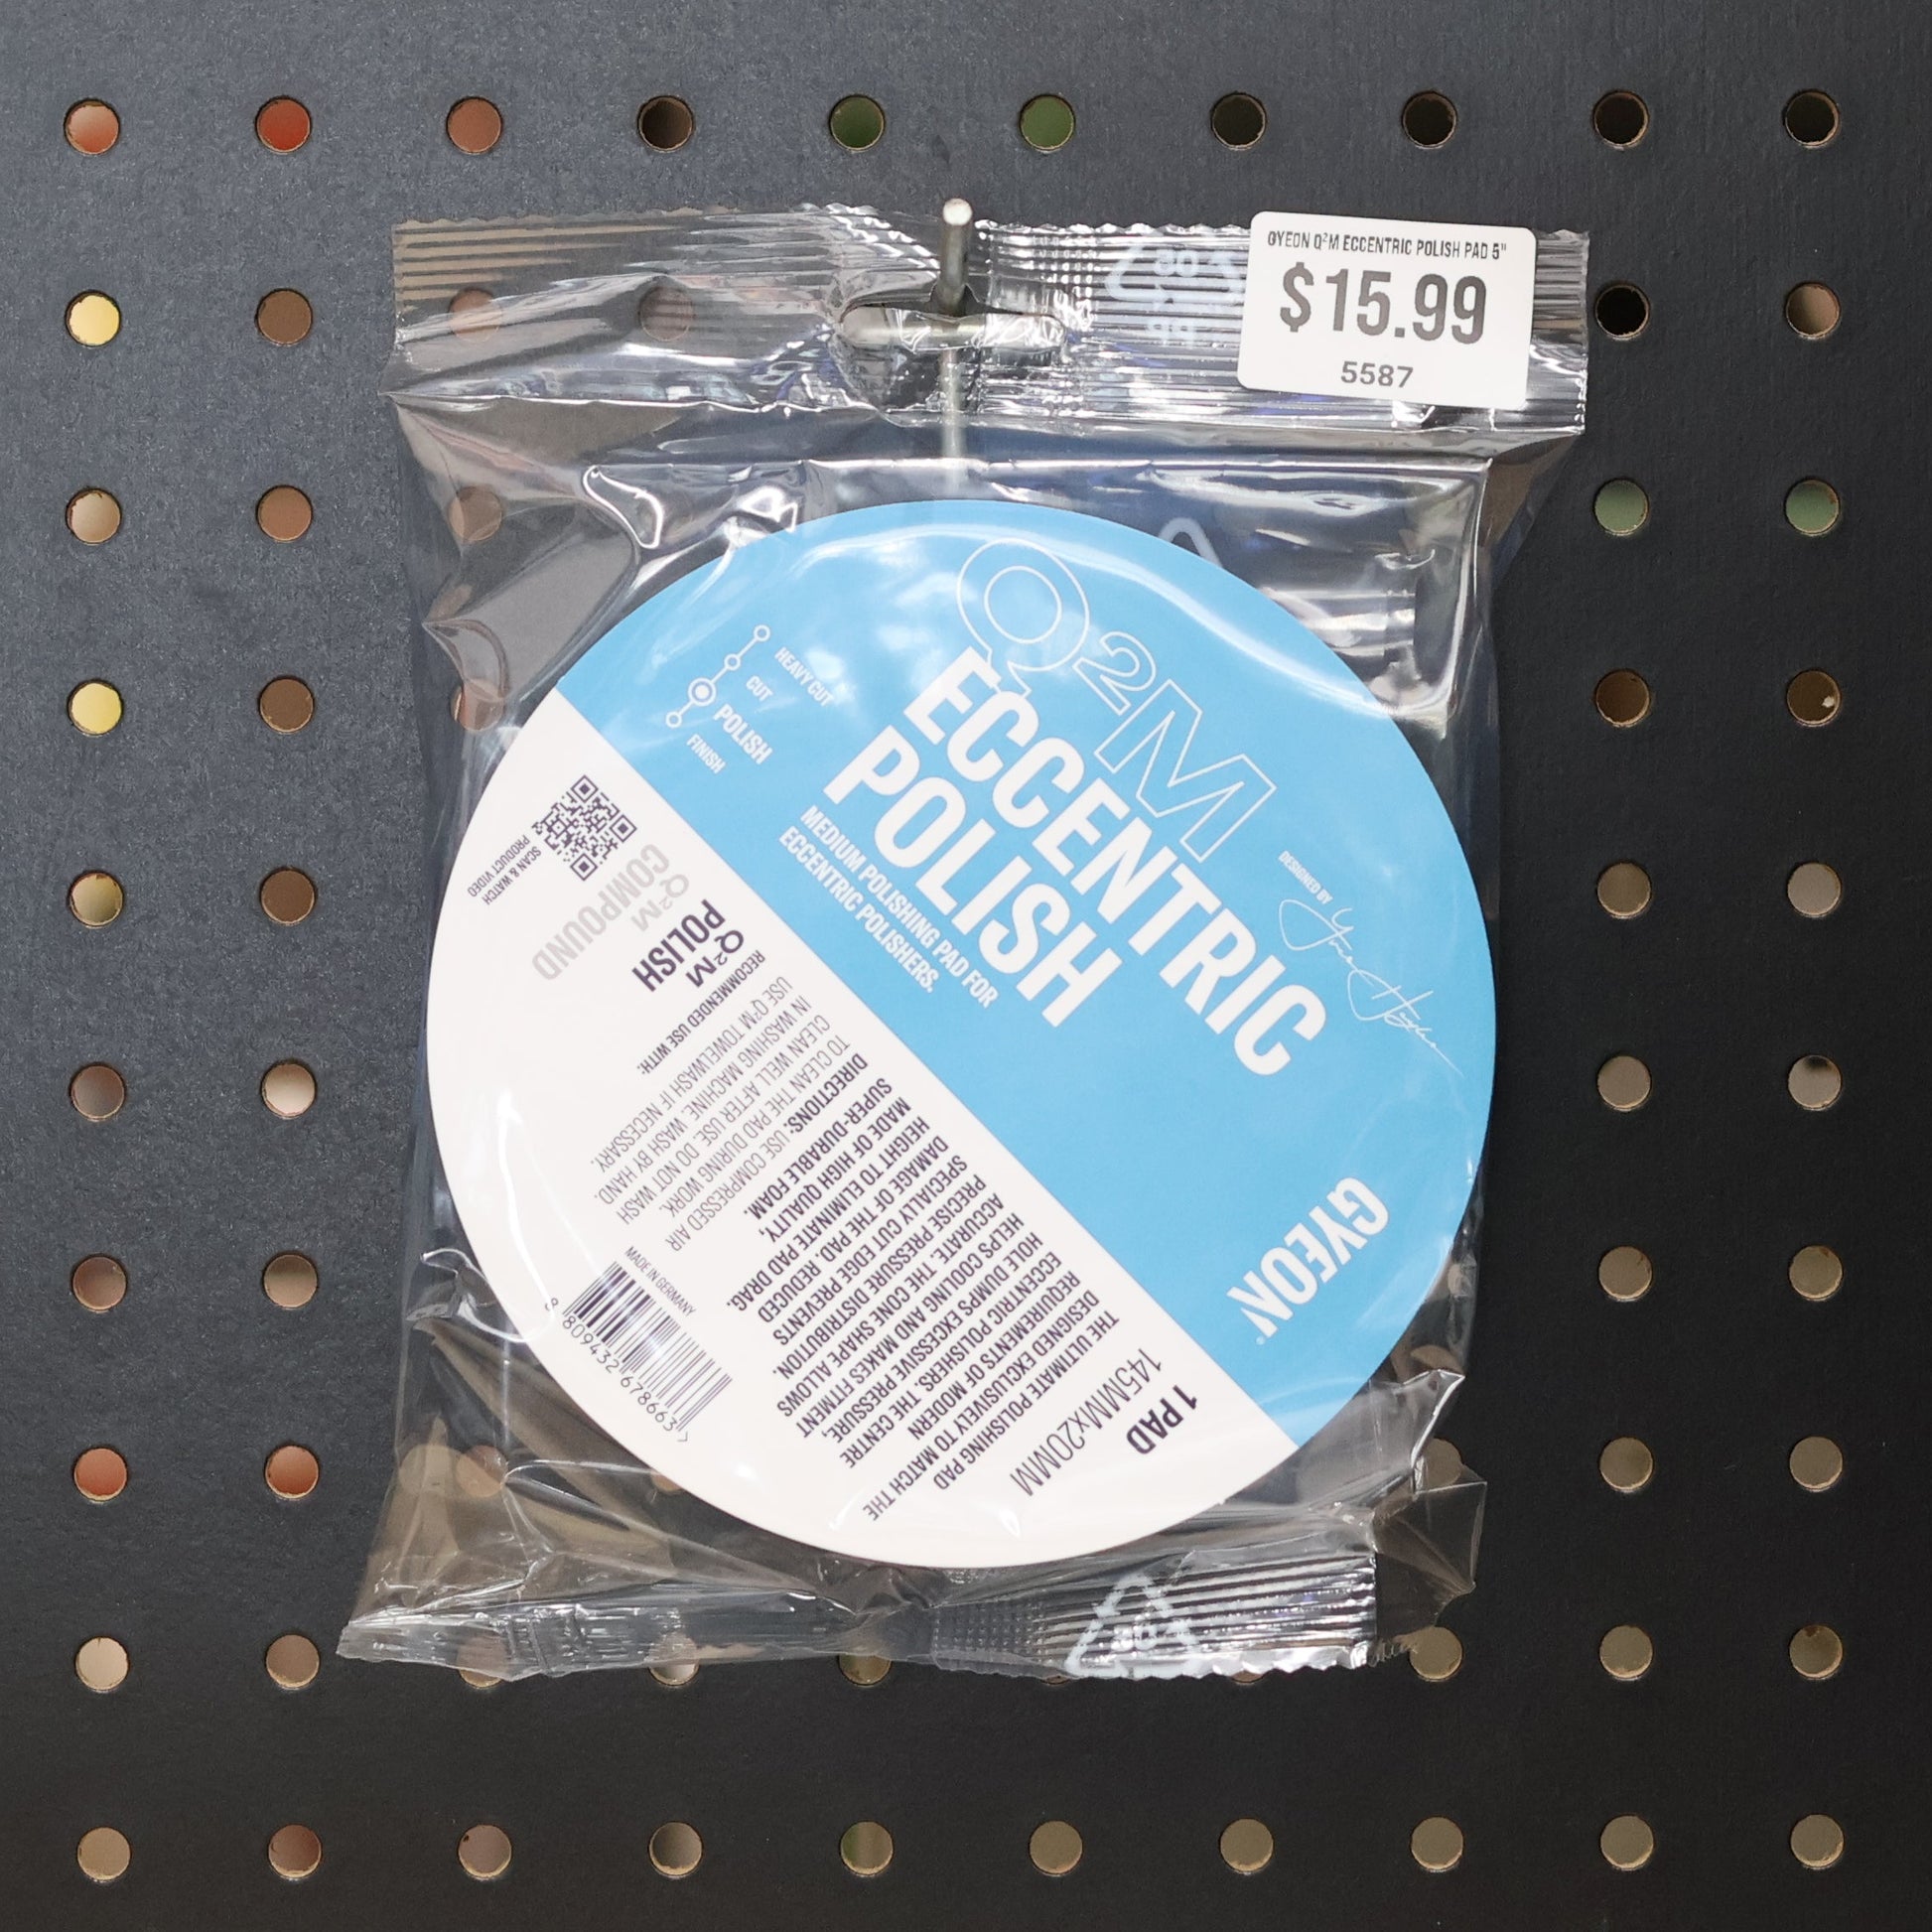 GYEON Q²M ECCENTRIC POLISH PAD 5"
$15.99
5587
Q²M
ECCENTRIC
POLISH
MEDIUM POLISHING PAD FOR
ECCENTRIC POLISHERS.
HEAVY CUT
CUT
POLISH
FINISH
DESIGNED BY
GYEON®
1 PAD
145MMx20MM
THE ULTIMATE POLISHING PAD
DESIGNED EXCLUSIVELY TO MATCH THE
REQUIREMENTS OF MODERN
ECCENTRIC POLISHERS. THE CENTRE
HOLE DUMPS EXCESSIVE PRESSURE,
HELPS COOLING AND MAKES FITMENT
ACCURATE. THE CONE SHAPE ALLOWS
PRECISE PRESSURE DISTRIBUTION.
SPECIALLY CUT EDGE PREVENTS
DAMAGE OF THE PAD. REDUCED
HEIGHT TO ELIMINATE PAD DRAG.
MADE OF HIGH QUALITY,
SUPER-DURABLE FOAM.
DIRECTIONS: USE COMPRESSED AIR
TO CLEAN THE PAD DURING WORK.
CLEAN WELL AFTER USE. DO NOT WASH
IN WASHING MACHINE. WASH BY HAND.
USE Q²M TOWELWASH IF NECESSARY.
RECOMMENDED USE WITH:
Q²M
POLISH
Q²M
COMPOUND
SCAN & WATCH
PRODUCT VIDEO
MADE IN GERMANY
8 809432 678663 >